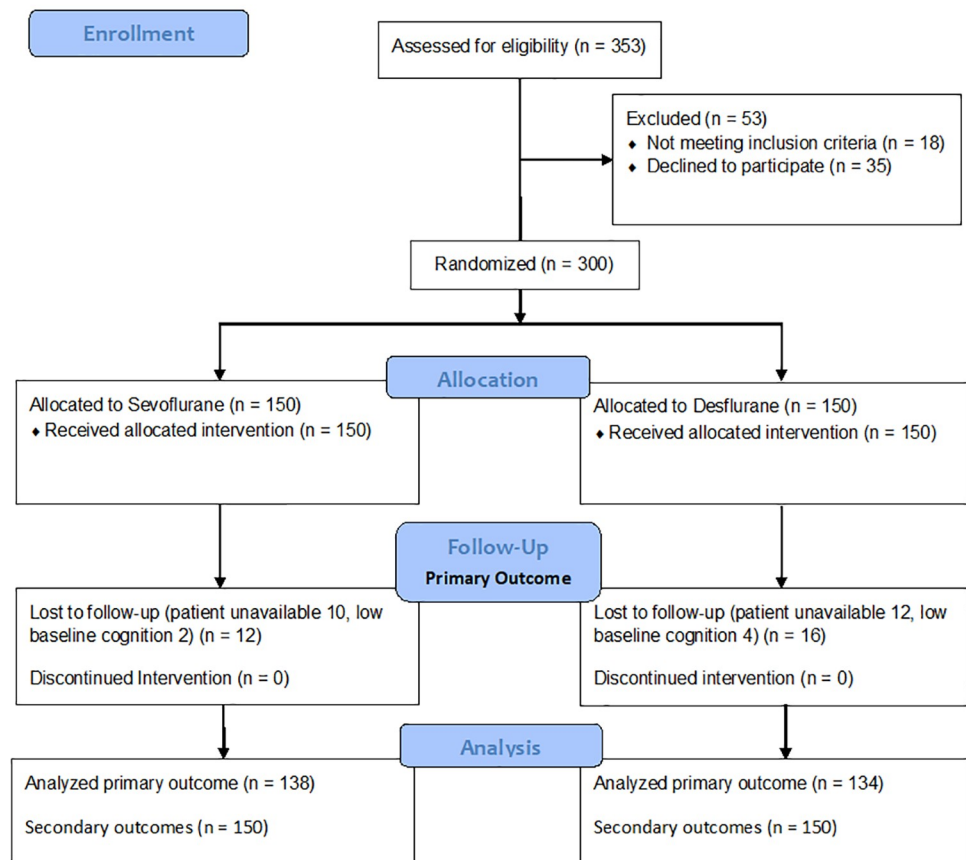 Enrollment
Assessed for eligibility (n = 353)
Excluded (n = 53)
♦ Not meeting inclusion criteria (n = 18)
♦ Declined to participate (n = 35)
Randomized (n = 300)
Allocation
Allocated to Sevoflurane (n = 150)
♦ Received allocated intervention (n = 150)
Allocated to Desflurane (n = 150)
♦ Received allocated intervention (n = 150)
Follow-Up
Primary Outcome
Lost to follow-up (patient unavailable 10, low
baseline cognition 2) (n = 12)
Discontinued Intervention (n = 0)
Lost to follow-up (patient unavailable 12, low
baseline cognition 4) (n = 16)
Discontinued intervention (n = 0)
Analysis
Analyzed primary outcome (n = 138)
Secondary outcomes (n = 150)
Analyzed primary outcome (n = 134)
Secondary outcomes (n = 150)